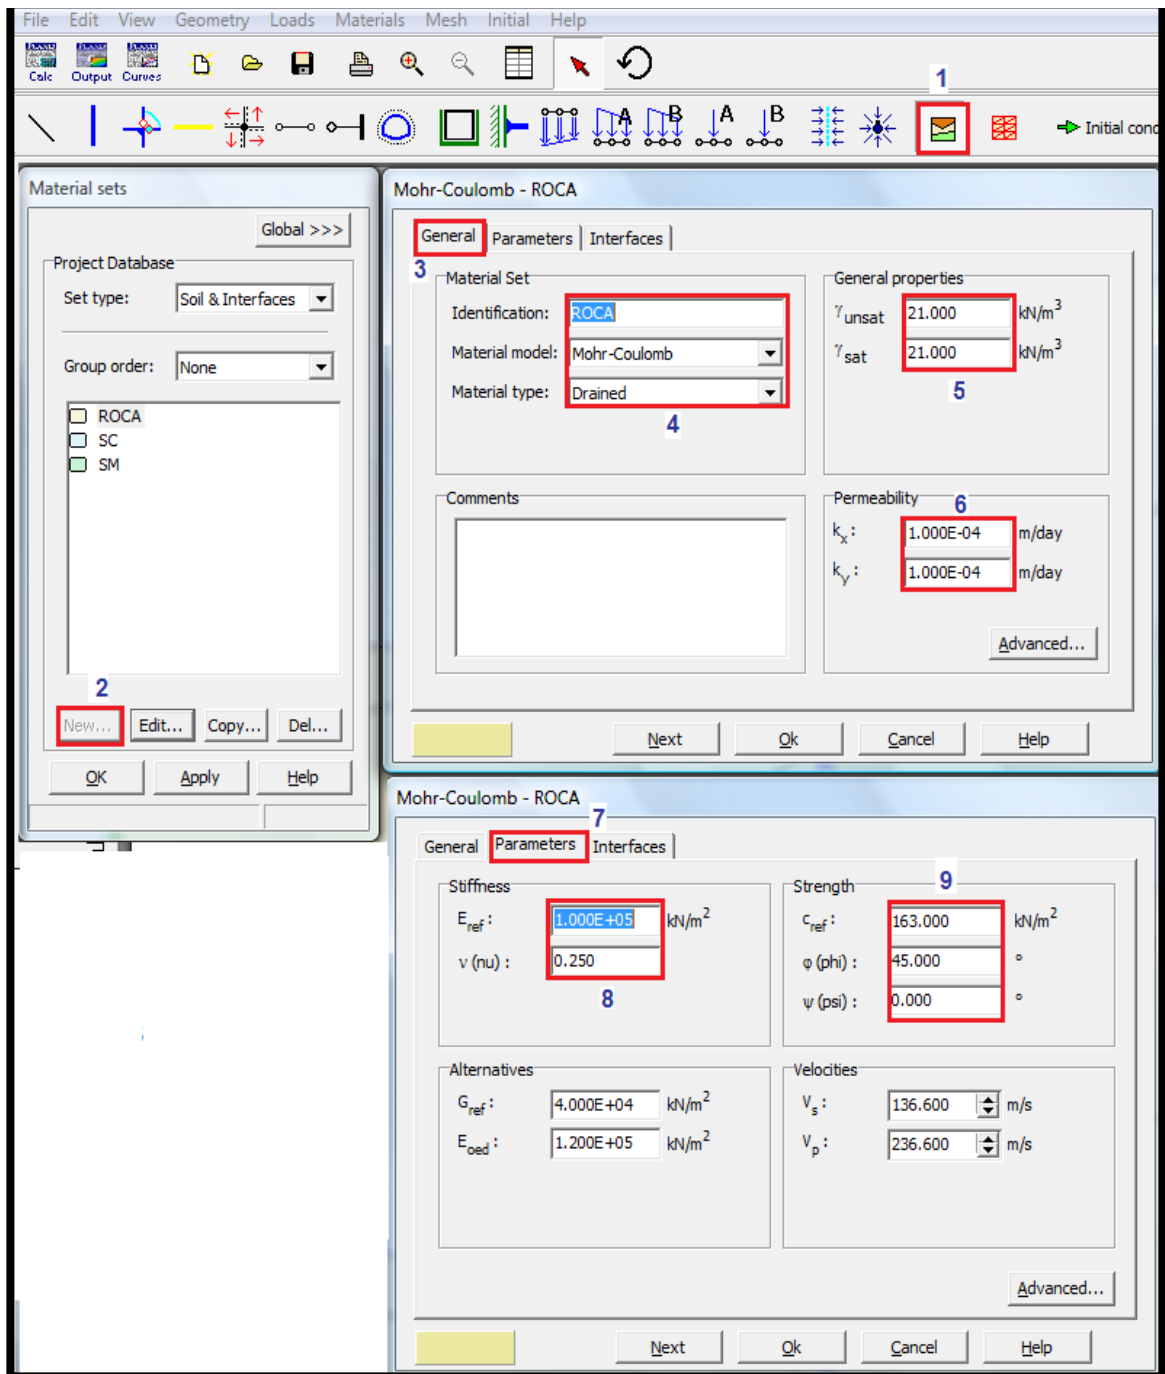 File Edit View Geometry Loads Materials Mesh Initial Help
Calc Output Curves
1
A B A B
Initial cond
Material sets
Global >>>
Project Database
Set type: Soil & Interfaces
Group order: None
ROCA
SC
SM
2
New... Edit... Copy... Del...
OK Apply Help
Mohr-Coulomb - ROCA
General Parameters Interfaces
3
Material Set
Identification: ROCA
Material model: Mohr-Coulomb
Material type: Drained
4
General properties
γunsat 21.000 kN/m³
γsat 21.000 kN/m³
5
Comments
Permeability
6
kx: 1.000E-04 m/day
ky: 1.000E-04 m/day
Advanced...
Next Ok Cancel Help
Mohr-Coulomb - ROCA
7
General Parameters Interfaces
Stiffness
Eref: 1.000E+05 kN/m²
ν (nu) : 0.250
8
Strength
9
cref: 163.000 kN/m²
φ (phi) : 45.000 °
ψ (psi) : 0.000 °
Alternatives
Gref: 4.000E+04 kN/m²
Eoed: 1.200E+05 kN/m²
Velocities
Vs: 136.600 m/s
Vp: 236.600 m/s
Advanced...
Next Ok Cancel Help